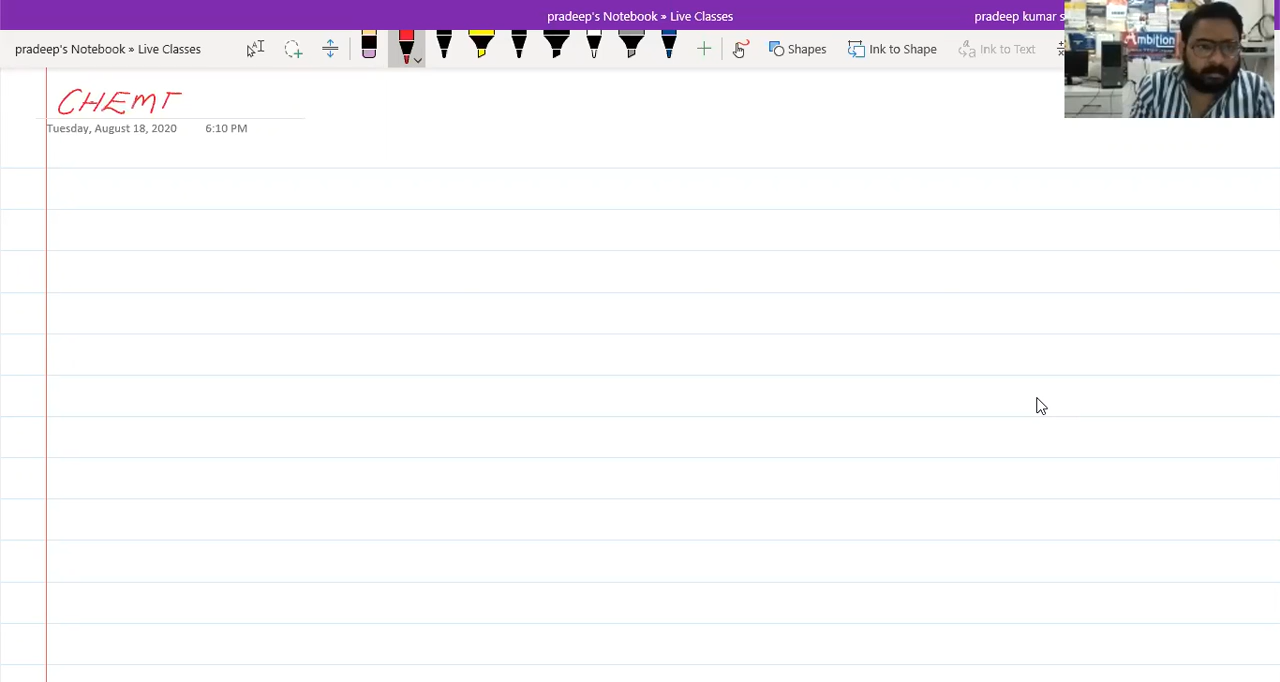 pradeep's Notebook » Live Classes
pradeep kumar s
pradeep's Notebook » Live Classes
Shapes
Ink to Shape
Ink to Text
CHEMT
Tuesday, August 18, 2020 6:10 PM
Ambition